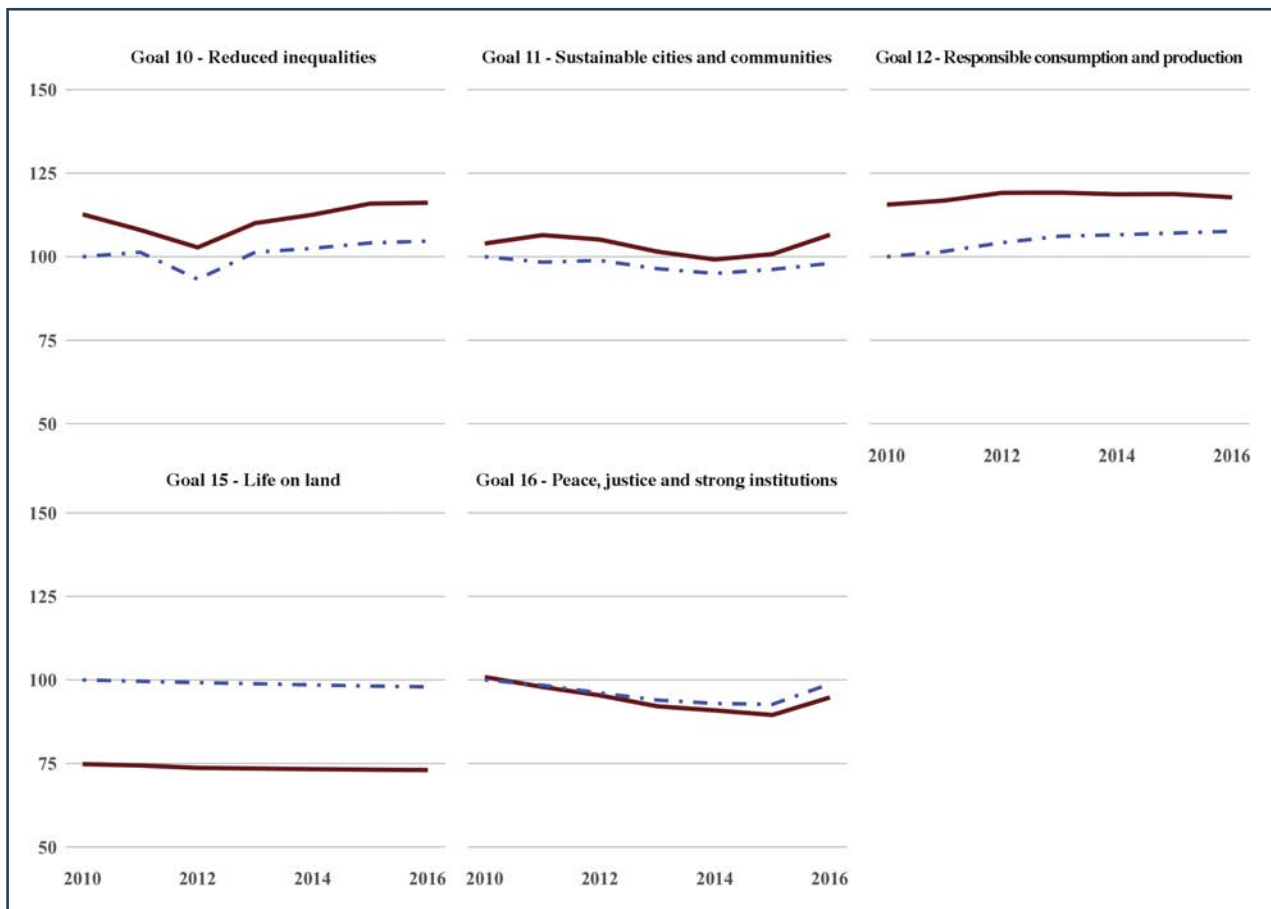 Goal 10 - Reduced inequalities
Goal 11 - Sustainable cities and communities
Goal 12 - Responsible consumption and production
150
125
100
75
50
2010 2012 2014 2016
Goal 15 - Life on land
Goal 16 - Peace, justice and strong institutions
150
125
100
75
50
2010 2012 2014 2016
2010 2012 2014 2016